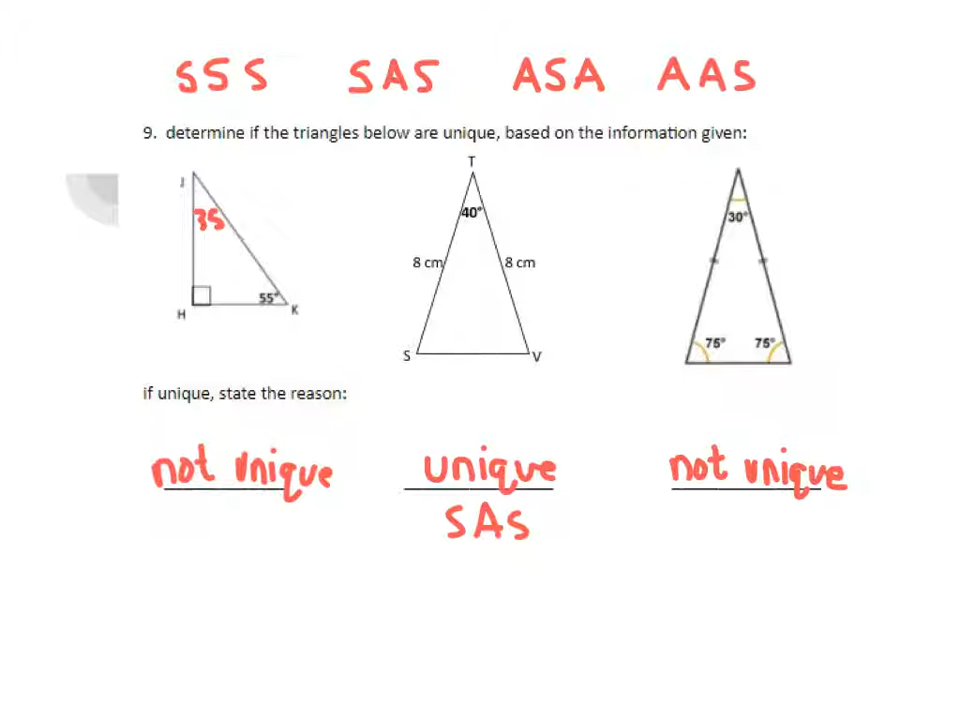 SSS SAS ASA AAS
9. determine if the triangles below are unique, based on the information given:
T
J
35
40°
30°
8 cm 8 cm
55°
H K
75° 75°
S V
if unique, state the reason:
not unique unique not unique
SAS